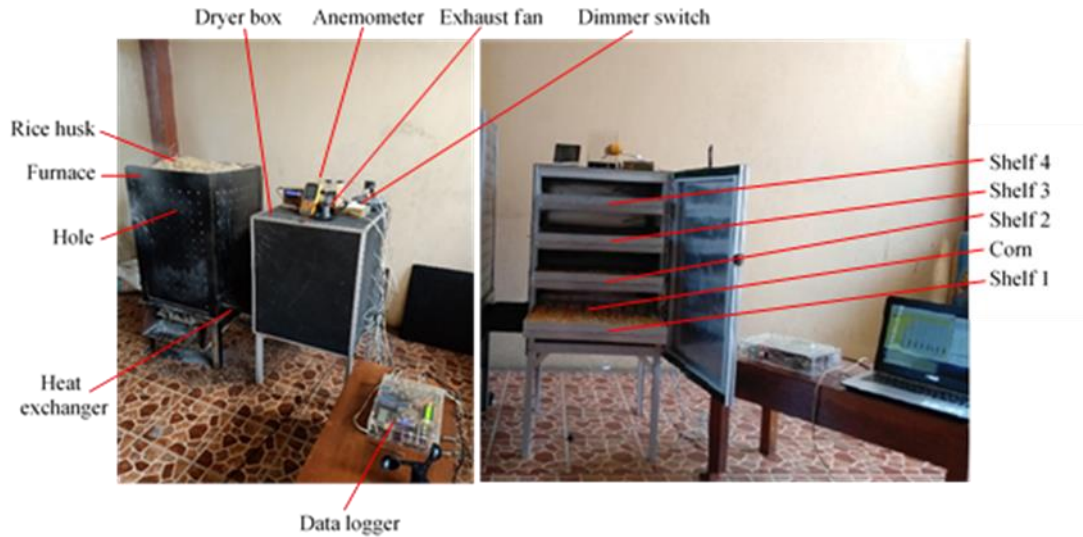 Dryer box
Anemometer
Exhaust fan
Dimmer switch
Rice husk
Furnace
Hole
Heat
exchanger
Data logger
Shelf 4
Shelf 3
Shelf 2
Corn
Shelf 1